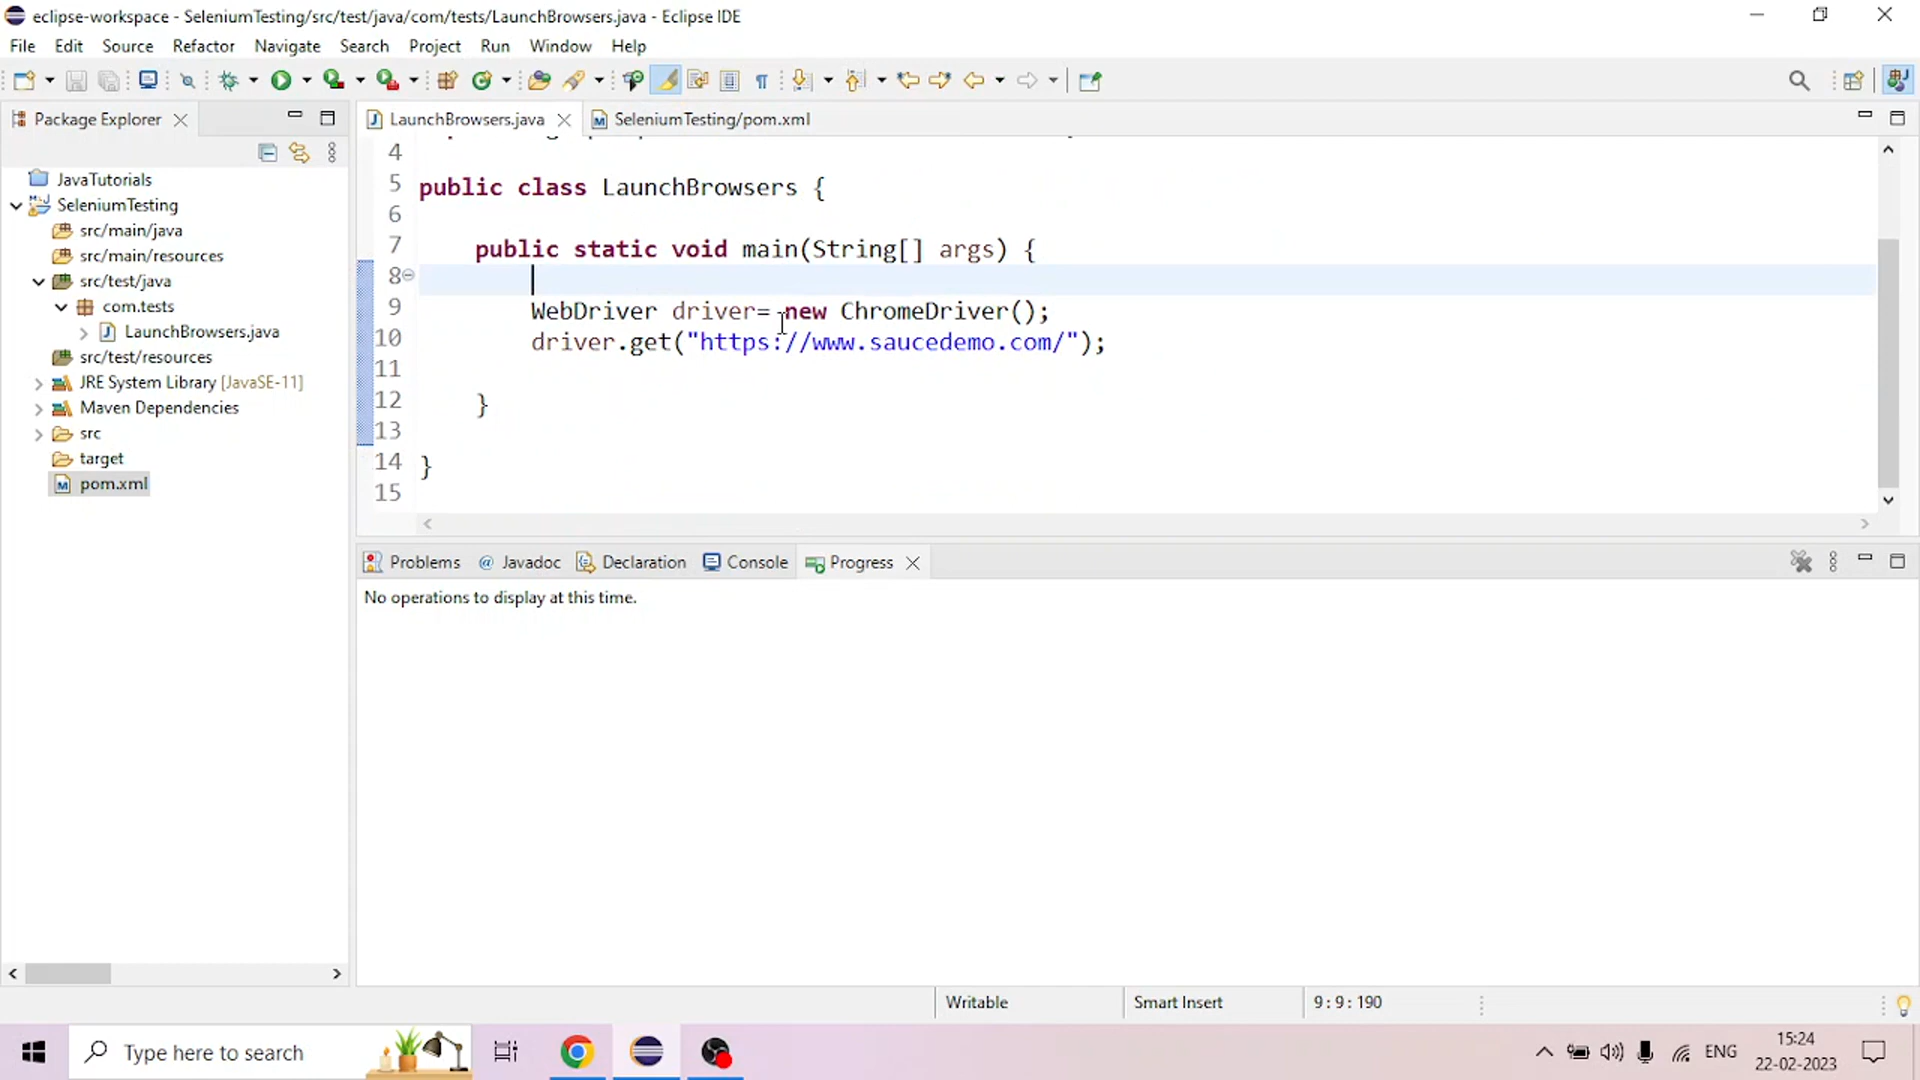 eclipse-workspace - SeleniumTesting/src/test/java/com/tests/LaunchBrowsers.java - Eclipse IDE
File Edit Source Refactor Navigate Search Project Run Window Help
Package Explorer
LaunchBrowsers.java
SeleniumTesting/pom.xml
JavaTutorials
SeleniumTesting
src/main/java
src/main/resources
src/test/java
com.tests
LaunchBrowsers.java
src/test/resources
JRE System Library [JavaSE-11]
Maven Dependencies
src
target
pom.xml
4
5 public class LaunchBrowsers {
6
7 public static void main(String[] args) {
8
9 WebDriver driver= new ChromeDriver();
10 driver.get("https://www.saucedemo.com/");
11
12 }
13
14 }
15
Problems @ Javadoc Declaration Console Progress
No operations to display at this time.
Writable Smart Insert 9 : 9 : 190
Type here to search
ENG
15:24
22-02-2023